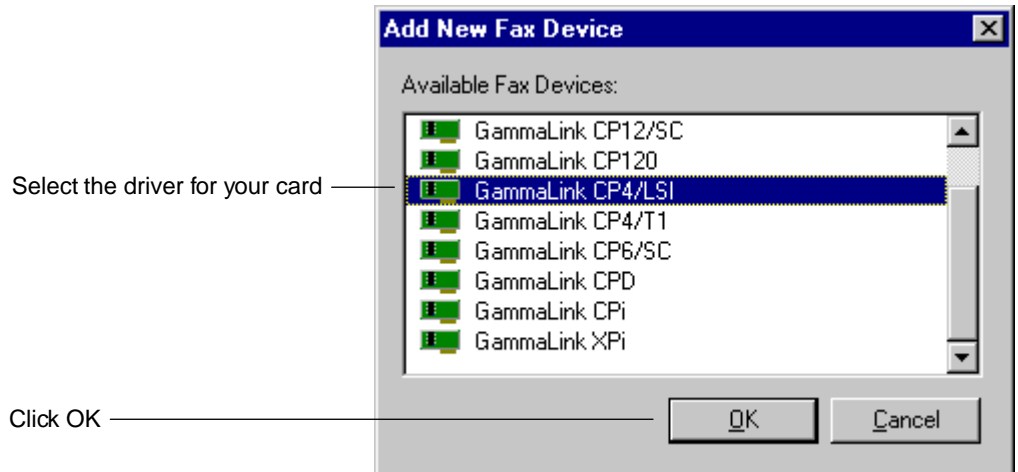 Add New Fax Device
Available Fax Devices:
GammaLink CP12/SC
GammaLink CP120
Select the driver for your card
GammaLink CP4/LSI
GammaLink CP4/T1
GammaLink CP6/SC
GammaLink CPD
GammaLink CPi
GammaLink XPi
Click OK
OK
Cancel